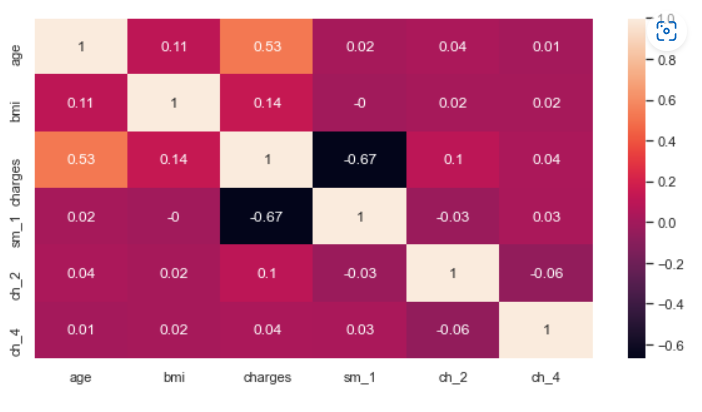 age 1 0.11 0.53 0.02 0.04 0.01
bmi 0.11 1 0.14 -0 0.02 0.02
charges 0.53 0.14 1 -0.67 0.1 0.04
sm_1 0.02 -0 -0.67 1 -0.03 0.03
ch_2 0.04 0.02 0.1 -0.03 1 -0.06
ch_4 0.01 0.02 0.04 0.03 -0.06 1
age bmi charges sm_1 ch_2 ch_4
1.0
0.8
0.6
0.4
0.2
0.0
−0.2
−0.4
−0.6